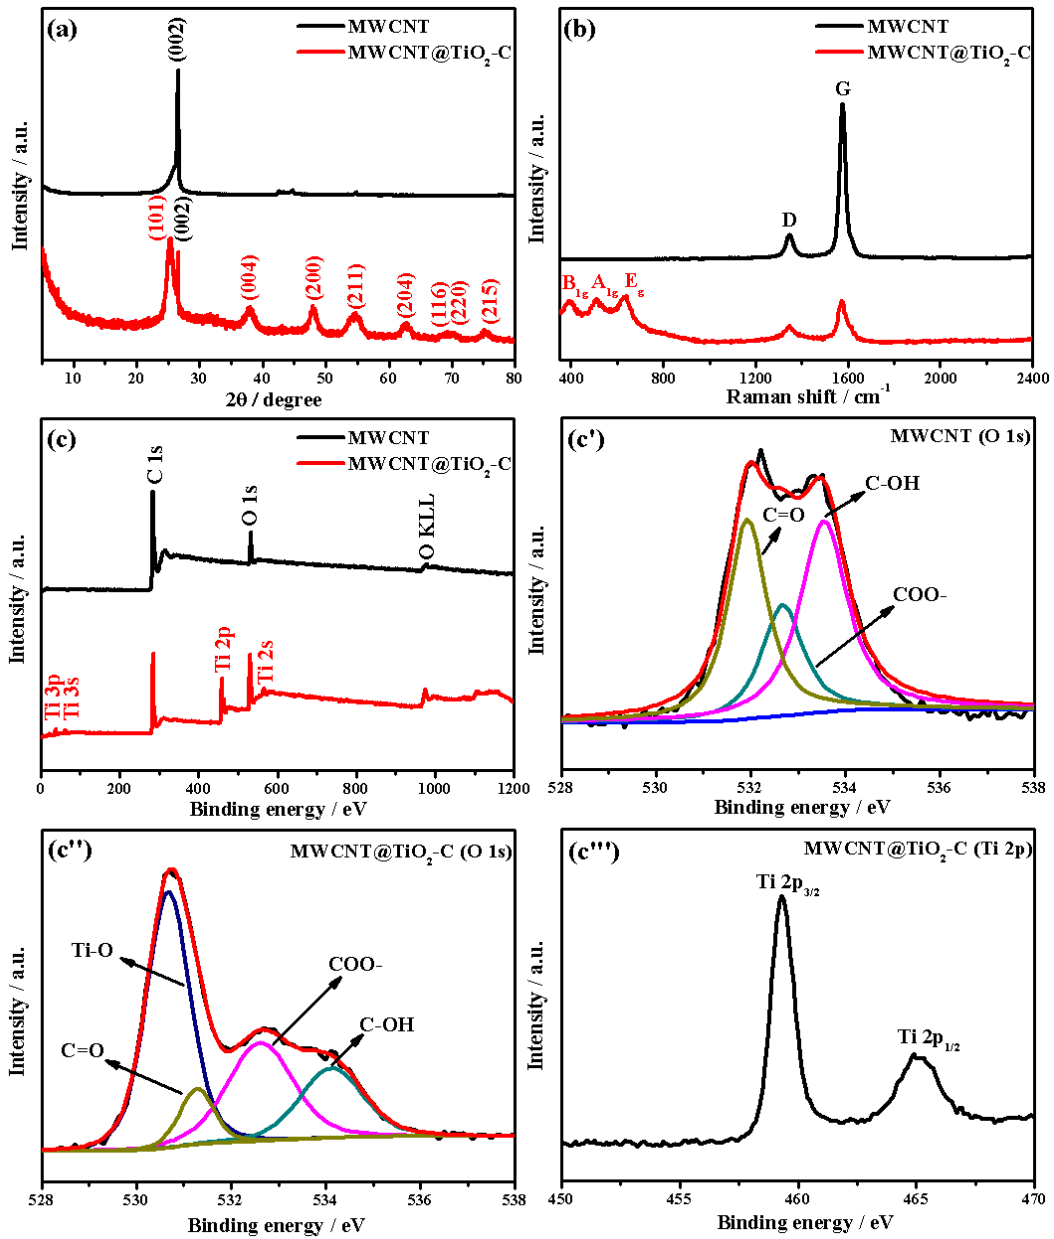 (a)
MWCNT
MWCNT@TiO₂-C
(002)
(101)
(002)
(004)
(200)
(211)
(204)
(116)
(220)
(215)
Intensity / a.u.
10 20 30 40 50 60 70 80
2θ / degree
(b)
MWCNT
MWCNT@TiO₂-C
G
D
B₁g A₁g Eg
Intensity / a.u.
400 800 1200 1600 2000 2400
Raman shift / cm⁻¹
(c)
MWCNT
MWCNT@TiO₂-C
C 1s
O 1s
O KLL
Ti 3p
Ti 3s
Ti 2p
Ti 2s
Intensity / a.u.
0 200 400 600 800 1000 1200
Binding energy / eV
(c')
MWCNT (O 1s)
C=O
C-OH
COO-
Intensity / a.u.
528 530 532 534 536 538
Binding energy / eV
(c'')
MWCNT@TiO₂-C (O 1s)
Ti-O
COO-
C-OH
C=O
Intensity / a.u.
528 530 532 534 536 538
Binding energy / eV
(c''')
MWCNT@TiO₂-C (Ti 2p)
Ti 2p₃/₂
Ti 2p₁/₂
Intensity / a.u.
450 455 460 465 470
Binding energy / eV